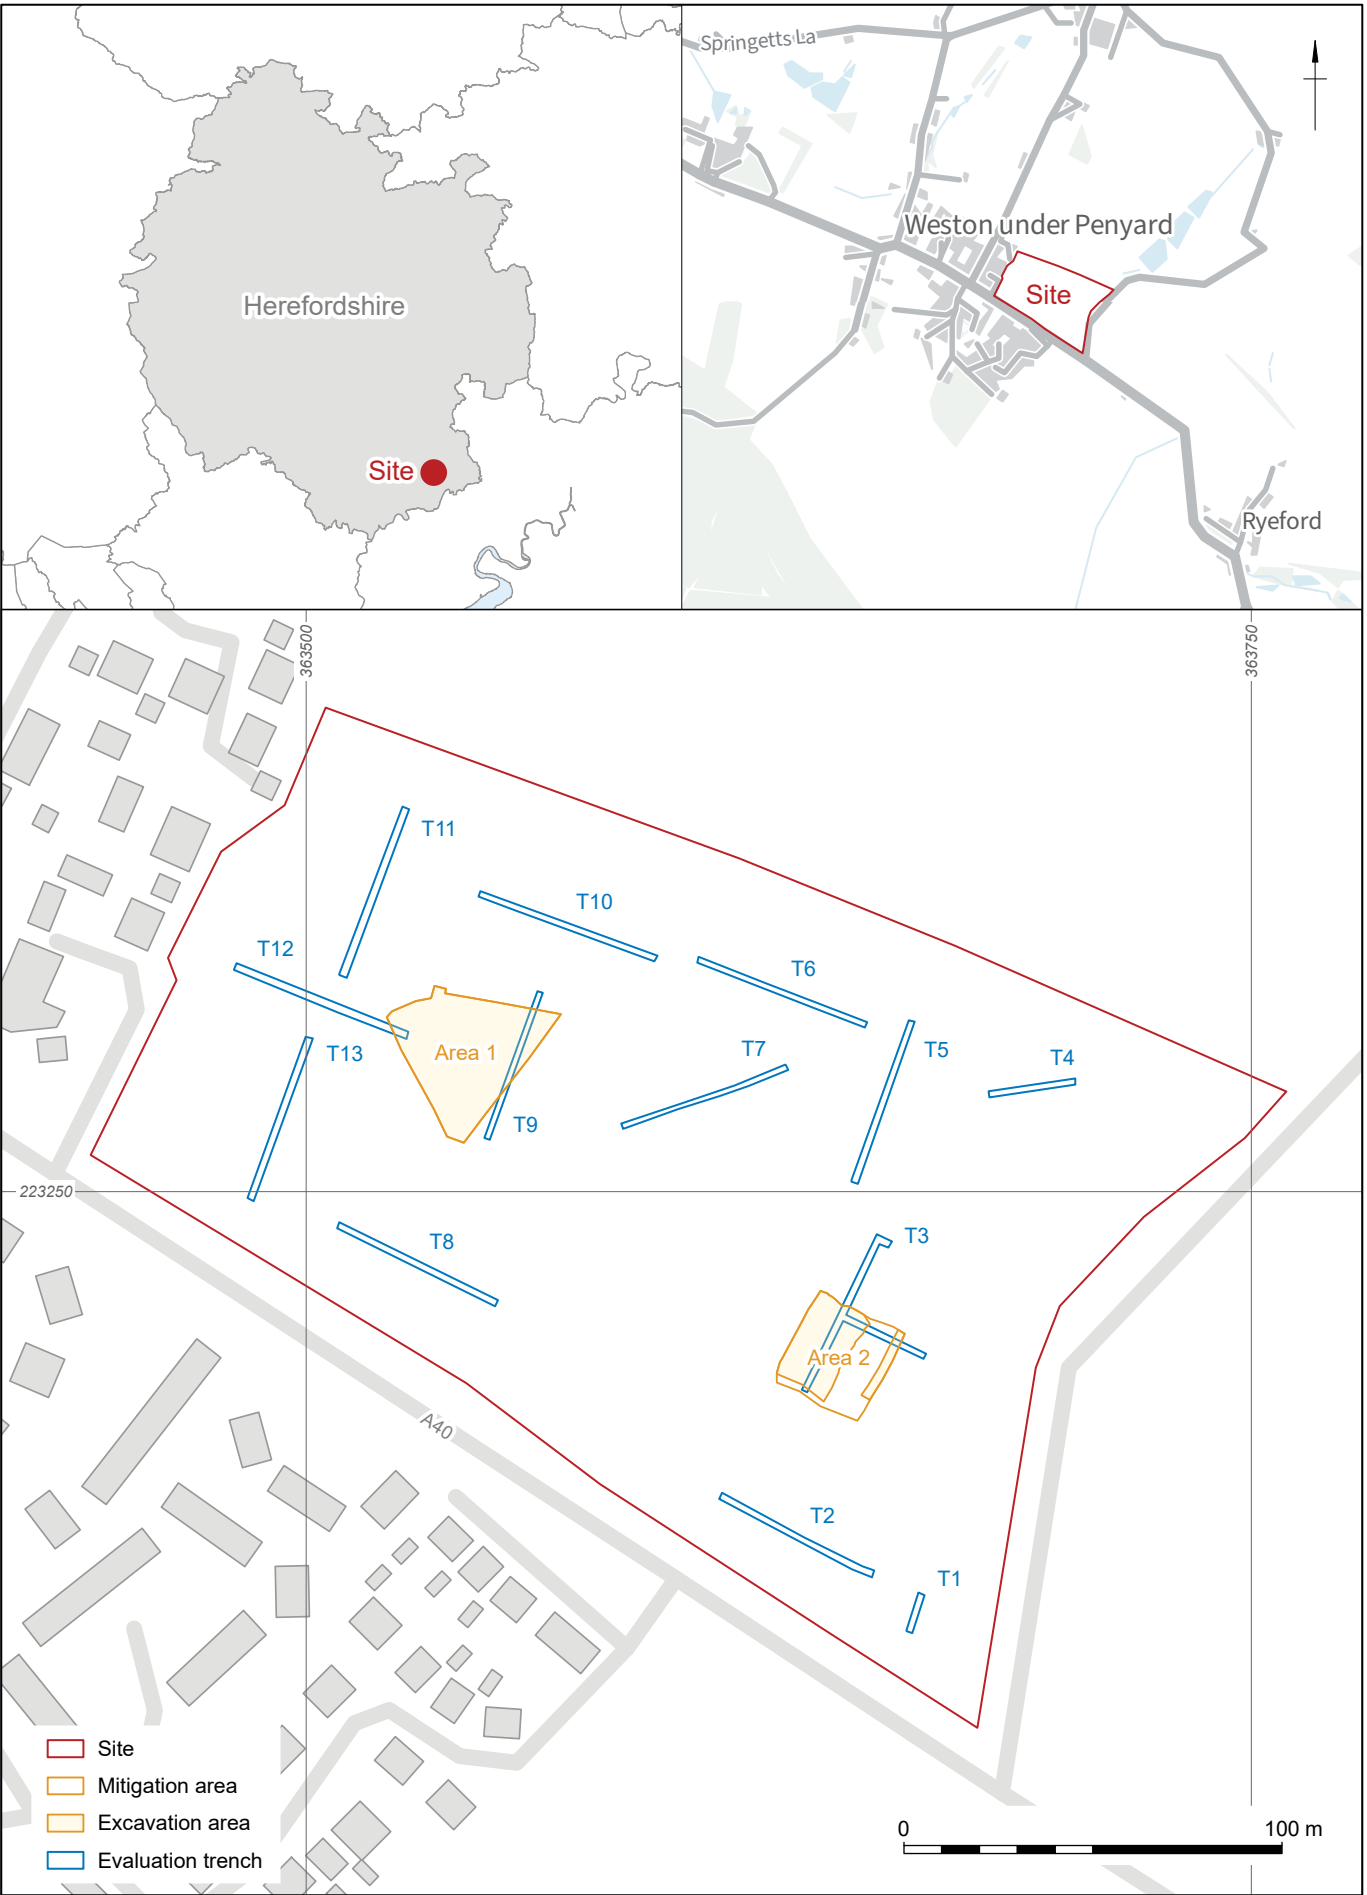 Herefordshire
Site
Springetts La
Weston under Penyard
Site
Ryeford
363500
363750
T11
T10
T12
T6
T13
Area 1
T7
T5
T4
T9
223250
T8
T3
Area 2
A40
T2
T1
Site
Mitigation area
Excavation area
Evaluation trench
0
100 m